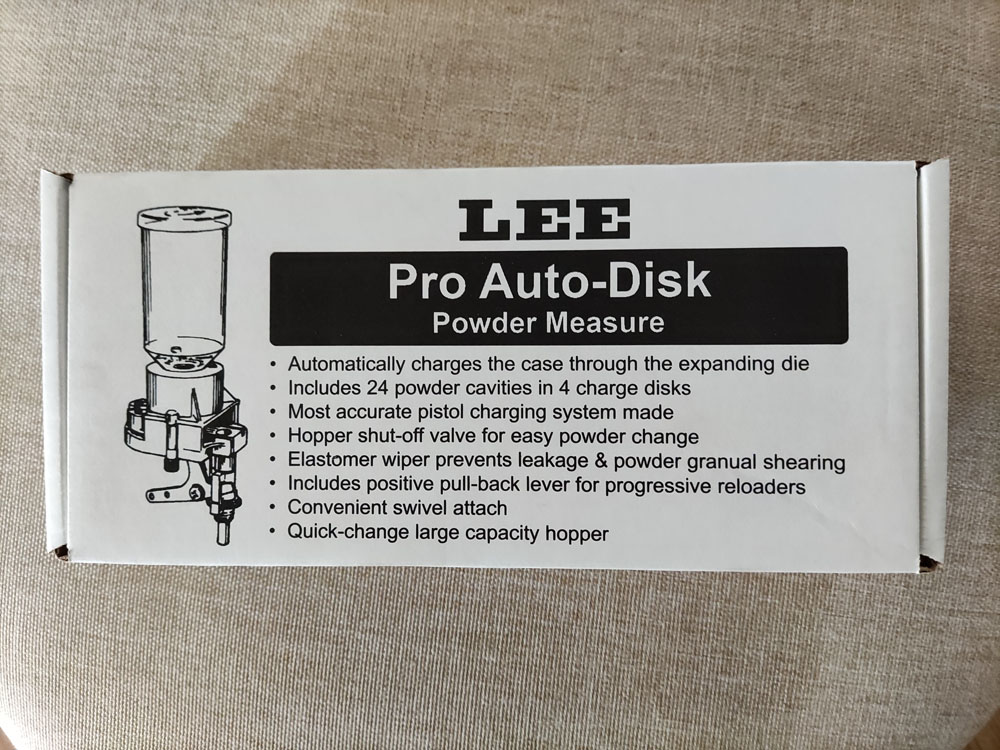 LEE
Pro Auto-Disk
Powder Measure
• Automatically charges the case through the expanding die
• Includes 24 powder cavities in 4 charge disks
• Most accurate pistol charging system made
• Hopper shut-off valve for easy powder change
• Elastomer wiper prevents leakage & powder granual shearing
• Includes positive pull-back lever for progressive reloaders
• Convenient swivel attach
• Quick-change large capacity hopper